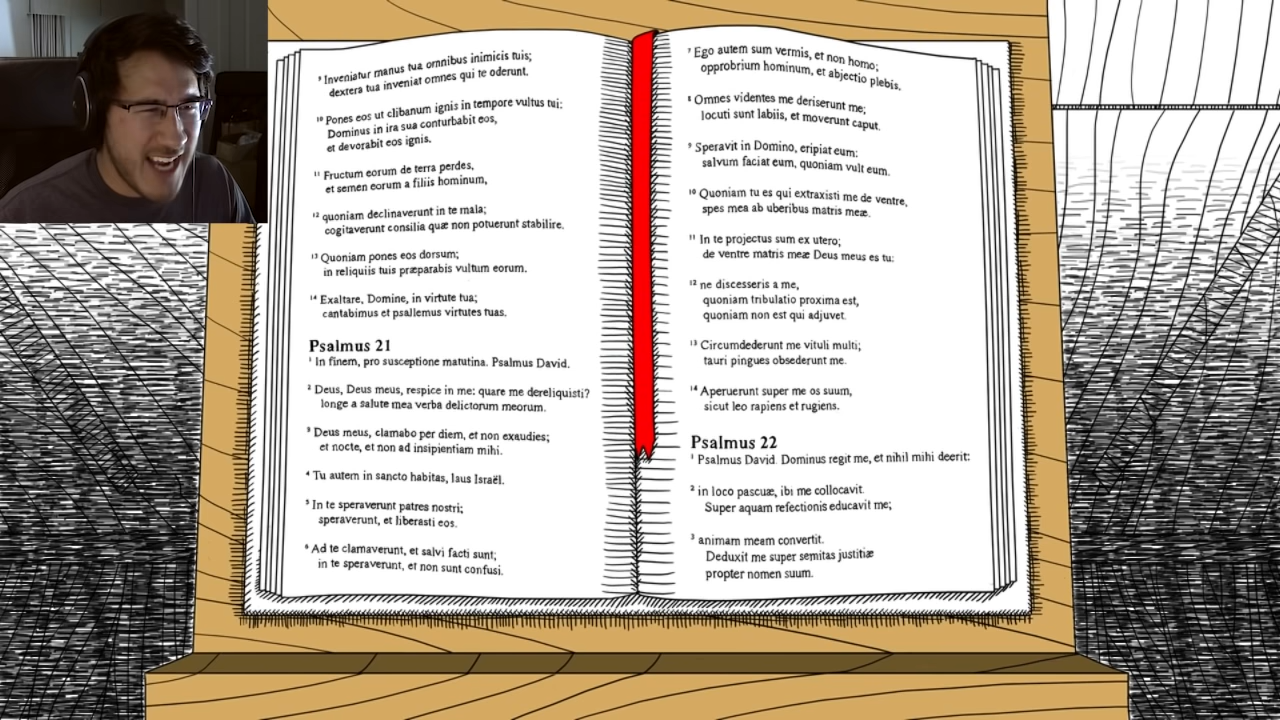 9 Inveniatur manus tua omnibus inimicis tuis;
dextera tua inveniat omnes qui te oderunt.
10 Pones eos ut clibanum ignis in tempore vultus tui:
Dominus in ira sua conturbabit eos,
et devorabit eos ignis.
11 Fructum eorum de terra perdes,
et semen eorum a filiis hominum,
12 quoniam declinaverunt in te mala;
cogitaverunt consilia quæ non potuerunt stabilire.
13 Quoniam pones eos dorsum;
in reliquiis tuis præparabis vultum eorum.
14 Exaltare, Domine, in virtute tua;
cantabimus et psallemus virtutes tuas.
Psalmus 21
1 In finem, pro susceptione matutina. Psalmus David.
2 Deus, Deus meus, respice in me: quare me dereliquisti?
longe a salute mea verba delictorum meorum.
3 Deus meus, clamabo per diem, et non exaudies;
et nocte, et non ad insipientiam mihi.
4 Tu autem in sancto habitas, laus Israël.
5 In te speraverunt patres nostri;
speraverunt, et liberasti eos.
6 Ad te clamaverunt, et salvi facti sunt;
in te speraverunt, et non sunt confusi.
7 Ego autem sum vermis, et non homo;
opprobrium hominum, et abjectio plebis.
8 Omnes videntes me deriserunt me;
locuti sunt labiis, et moverunt caput.
9 Speravit in Domino, eripiat eum:
salvum faciat eum, quoniam vult eum.
10 Quoniam tu es qui extraxisti me de ventre,
spes mea ab uberibus matris meæ.
11 In te projectus sum ex utero;
de ventre matris meæ Deus meus es tu:
12 ne discesseris a me,
quoniam tribulatio proxima est,
quoniam non est qui adjuvet.
13 Circumdederunt me vituli multi;
tauri pingues obsederunt me.
14 Aperuerunt super me os suum,
sicut leo rapiens et rugiens.
Psalmus 22
1 Psalmus David. Dominus regit me, et nihil mihi deerit:
2 in loco pascuæ, ibi me collocavit.
Super aquam refectionis educavit me;
3 animam meam convertit.
Deduxit me super semitas justitiæ
propter nomen suum.